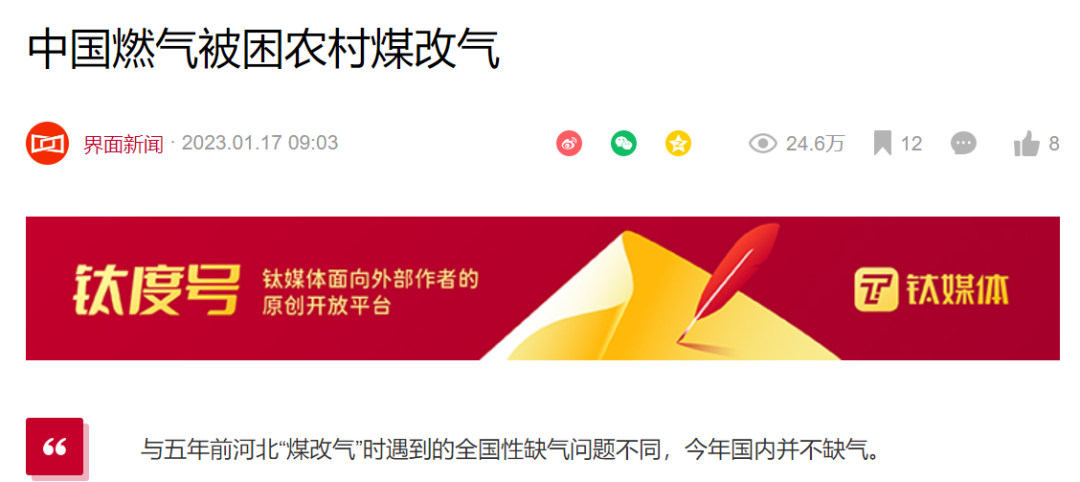 中国燃气被困农村煤改气
界面新闻 · 2023.01.17 09:03 24.6万 12 8
钛度号
钛媒体面向外部作者的
原创开放平台
钛媒体
与五年前河北“煤改气”时遇到的全国性缺气问题不同，今年国内并不缺气。